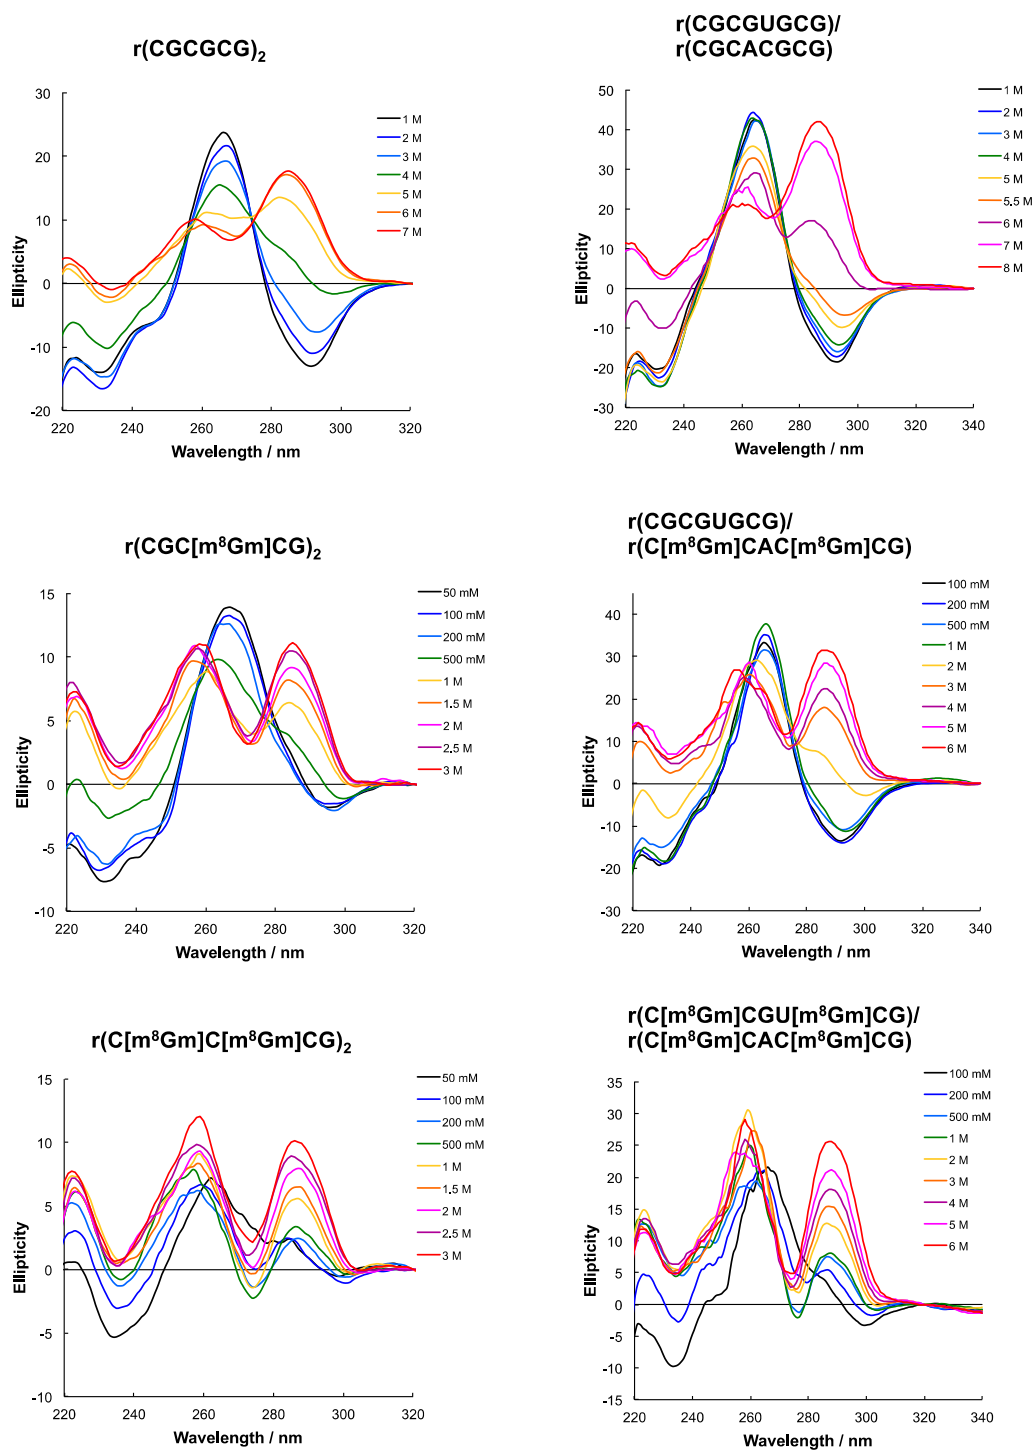 r(CGCGCG)₂
30
20
10
0
-10
-20
220
240
260
280
300
320
Ellipticity
Wavelength / nm
1 M
2 M
3 M
4 M
5 M
6 M
7 M
r(CGCGUGCG)/
r(CGCACGCG)
50
40
30
20
10
0
-10
-20
-30
220
240
260
280
300
320
340
Ellipticity
Wavelength / nm
1 M
2 M
3 M
4 M
5 M
5.5 M
6 M
7 M
8 M
r(CGC[m⁸Gm]CG)₂
15
10
5
0
-5
-10
220
240
260
280
300
320
Ellipticity
Wavelength / nm
50 mM
100 mM
200 mM
500 mM
1 M
1.5 M
2 M
2.5 M
3 M
r(CGCGUGCG)/
r(C[m⁸Gm]CAC[m⁸Gm]CG)
40
30
20
10
0
-10
-20
-30
220
240
260
280
300
320
340
Ellipticity
Wavelength / nm
100 mM
200 mM
500 mM
1 M
2 M
3 M
4 M
5 M
6 M
r(C[m⁸Gm]C[m⁸Gm]CG)₂
15
10
5
0
-5
-10
220
240
260
280
300
320
Ellipticity
Wavelength / nm
50 mM
100 mM
200 mM
500 mM
1 M
1.5 M
2 M
2.5 M
3 M
r(C[m⁸Gm]CGU[m⁸Gm]CG)/
r(C[m⁸Gm]CAC[m⁸Gm]CG)
35
30
25
20
15
10
5
0
-5
-10
-15
220
240
260
280
300
320
340
Ellipticity
Wavelength / nm
100 mM
200 mM
500 mM
1 M
2 M
3 M
4 M
5 M
6 M